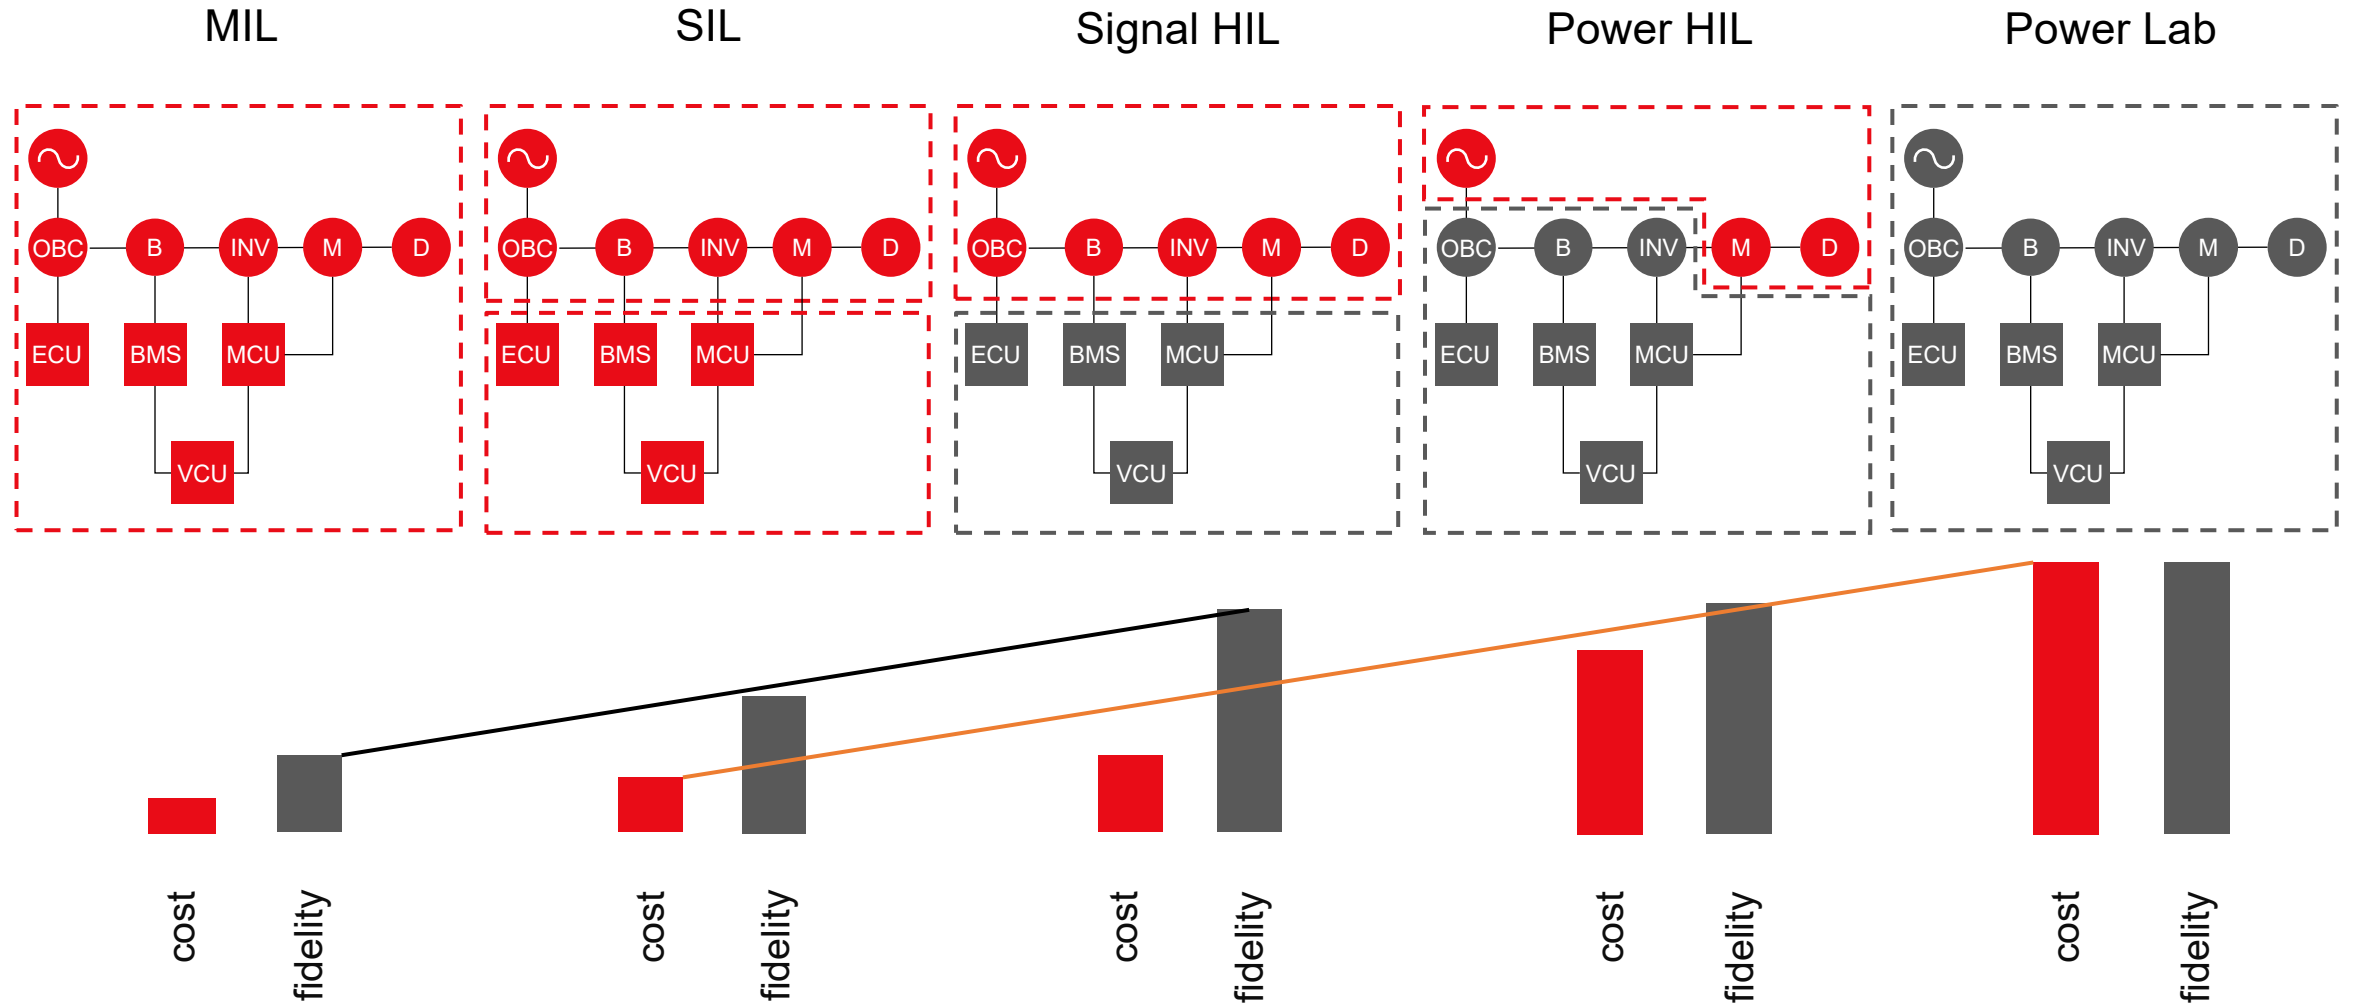 MIL
SIL
Signal HIL
Power HIL
Power Lab
OBC B INV M D
ECU BMS MCU
VCU
OBC B INV M D
ECU BMS MCU
VCU
OBC B INV M D
ECU BMS MCU
VCU
OBC B INV M D
ECU BMS MCU
VCU
OBC B INV M D
ECU BMS MCU
VCU
cost
fidelity
cost
fidelity
cost
fidelity
cost
fidelity
cost
fidelity